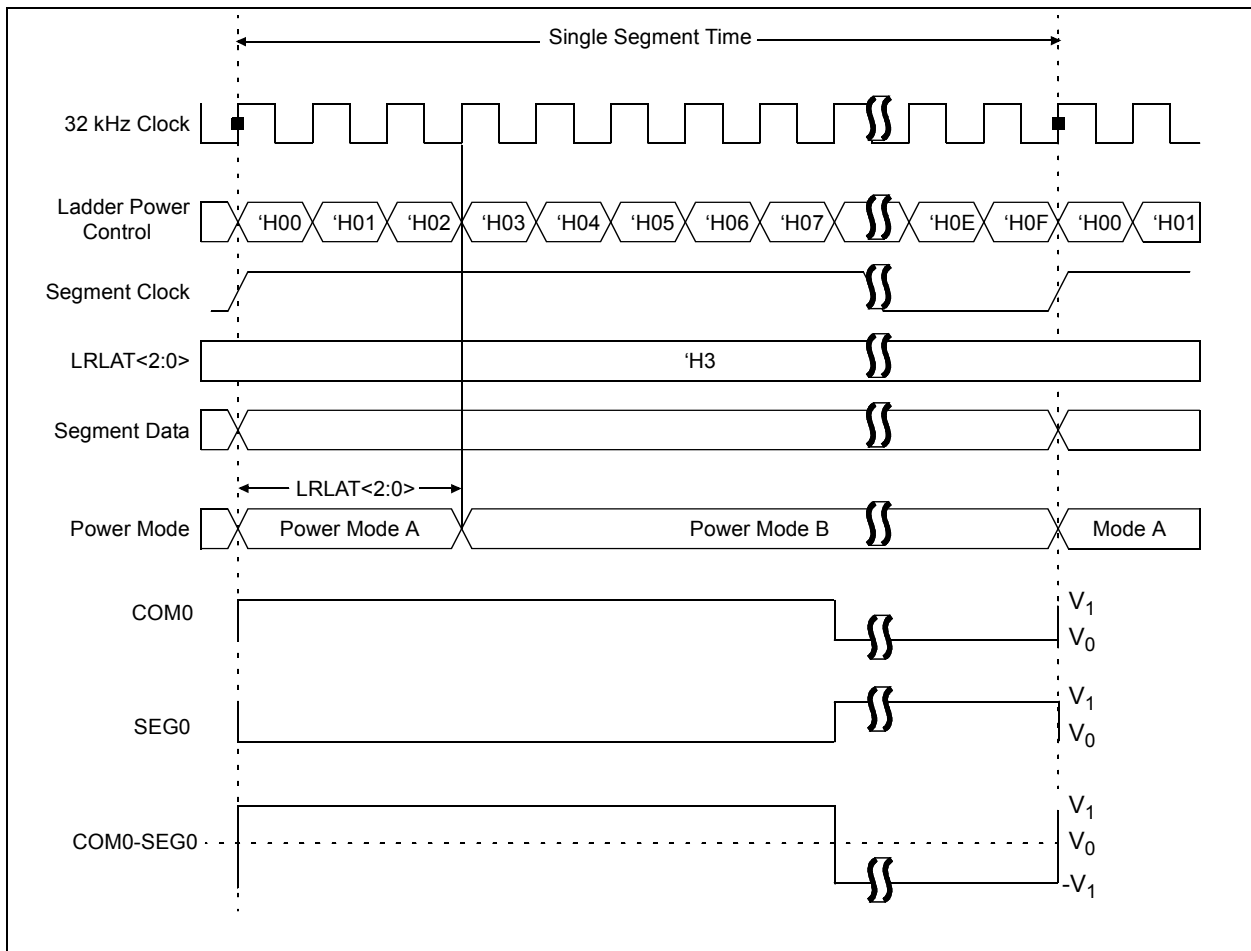 Single Segment Time
32 kHz Clock
Ladder Power
Control
‘H00 ‘H01 ‘H02 ‘H03 ‘H04 ‘H05 ‘H06 ‘H07 ‘H0E ‘H0F ‘H00 ‘H01
Segment Clock
LRLAT<2:0>
‘H3
Segment Data
LRLAT<2:0>
Power Mode
Power Mode A
Power Mode B
Mode A
COM0
V1
V0
SEG0
V1
V0
COM0-SEG0
V1
V0
-V1